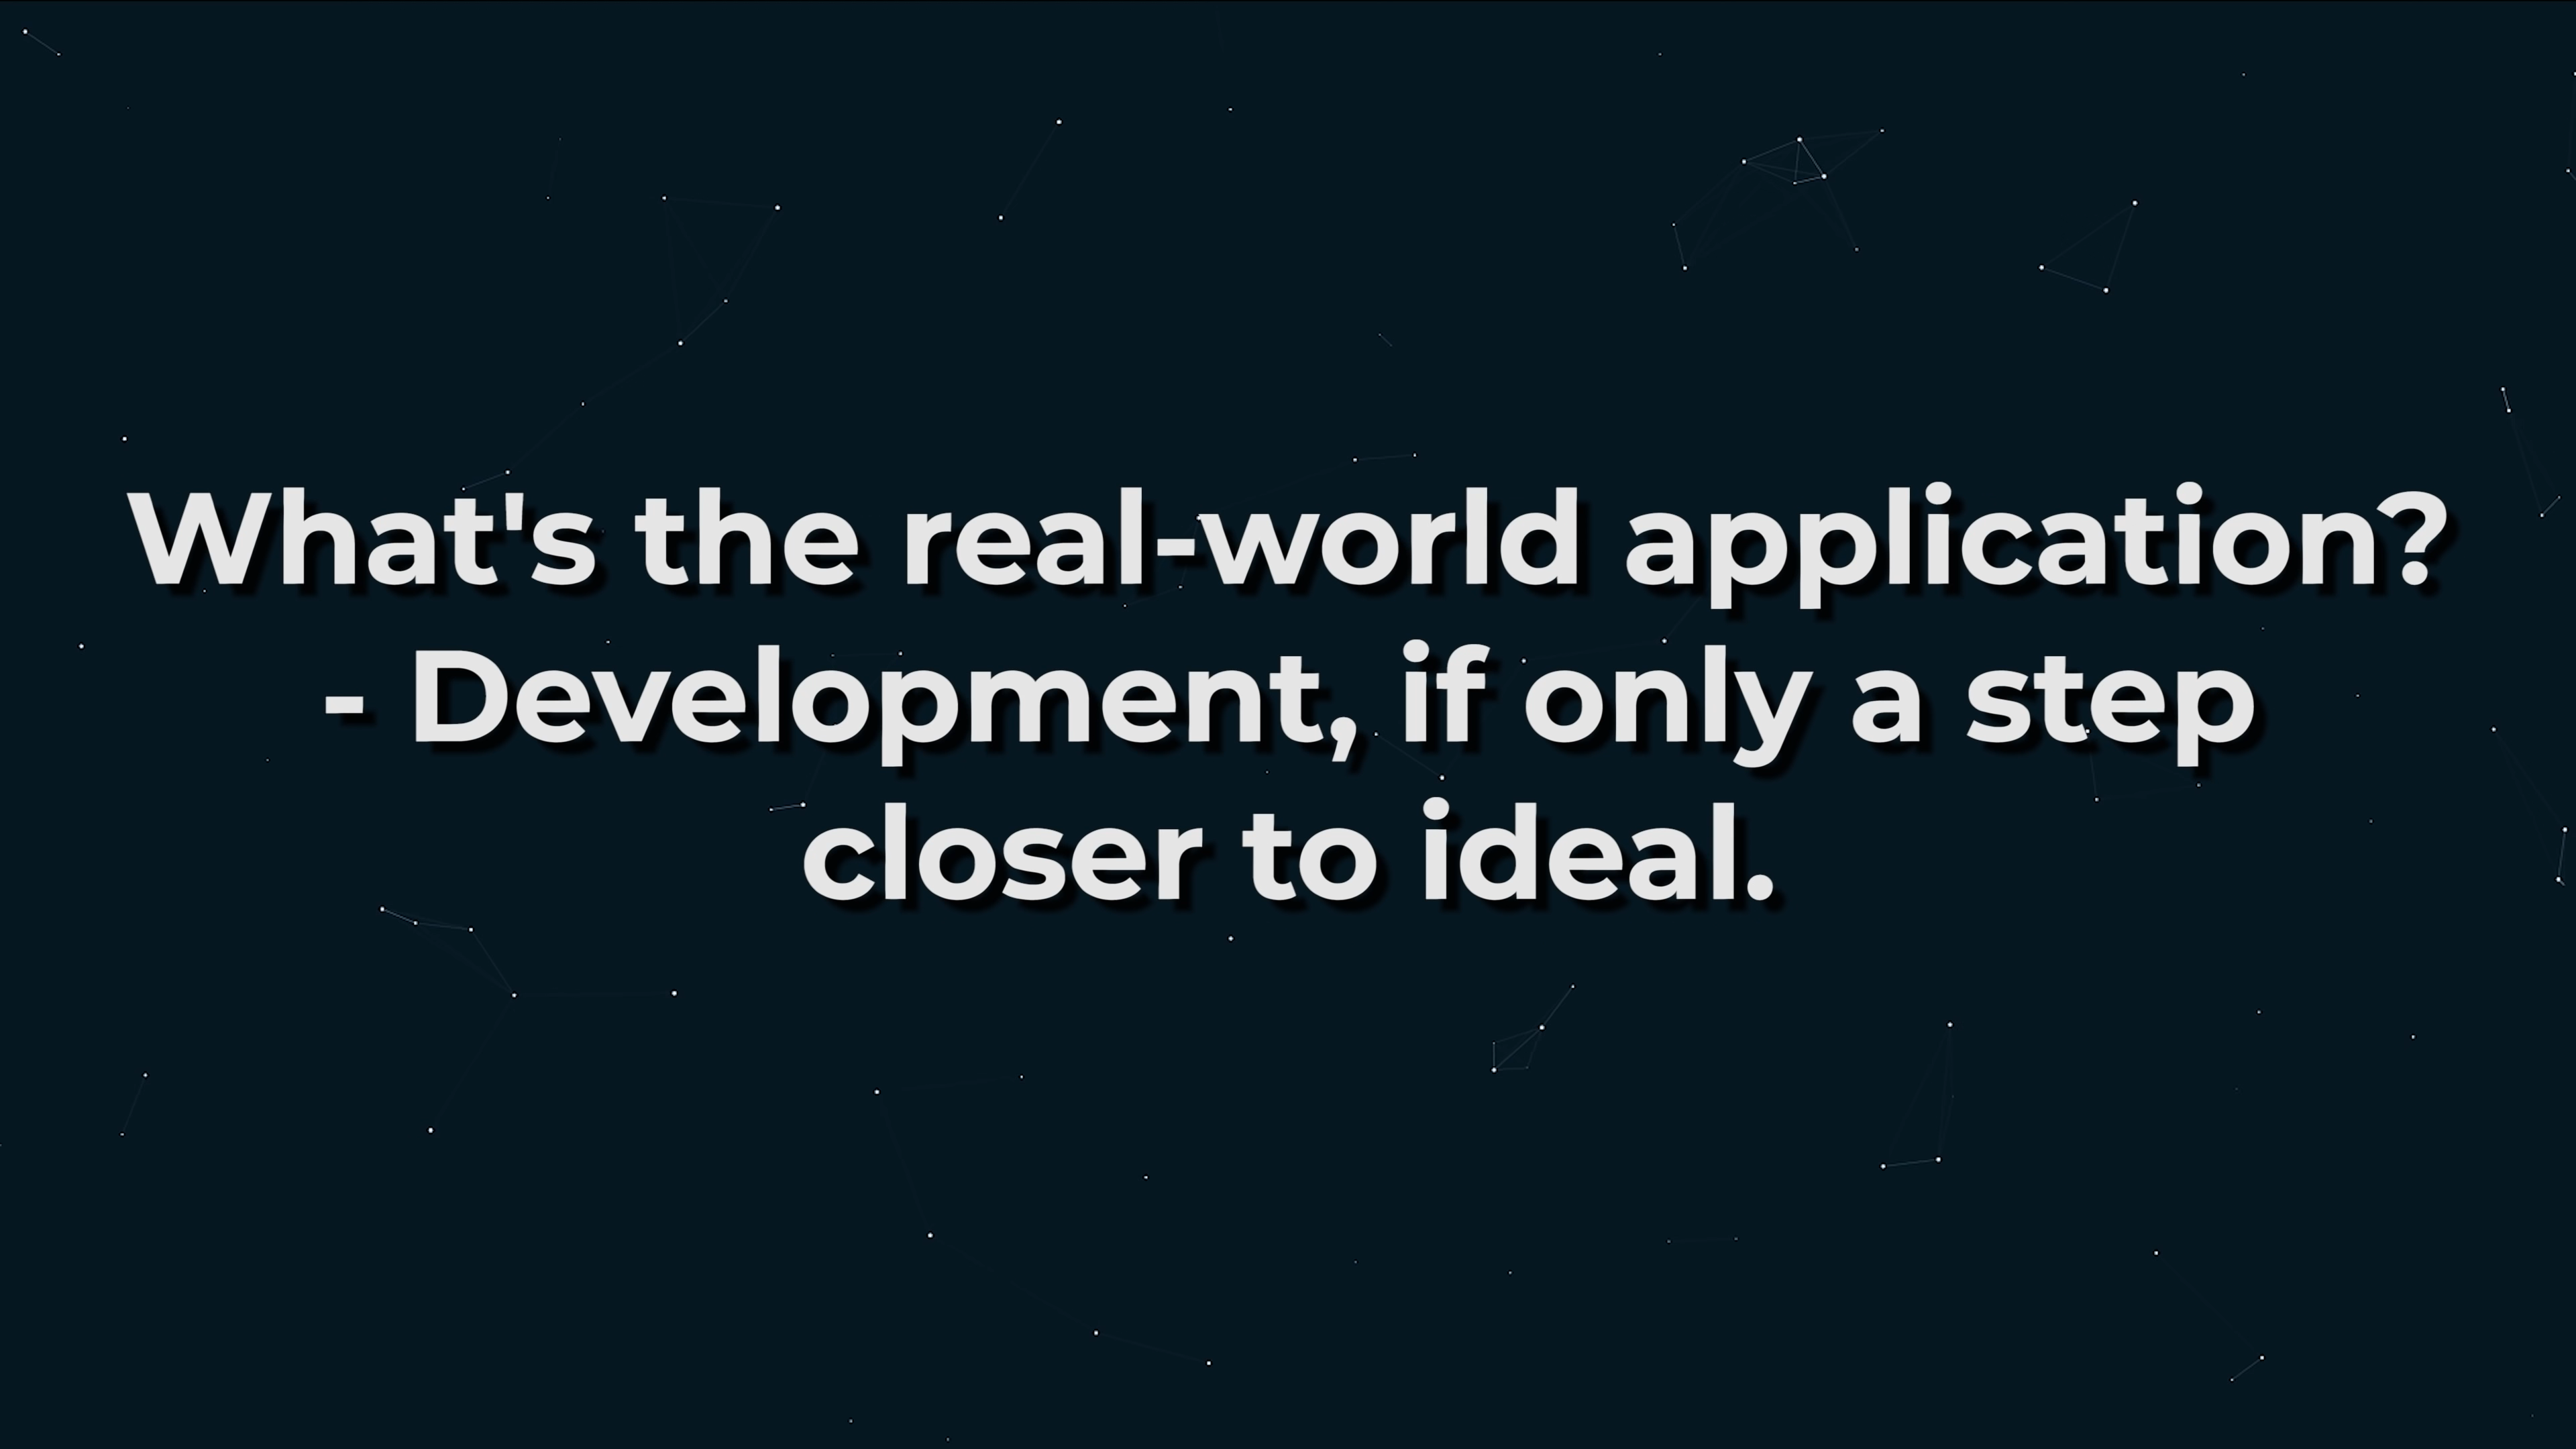 What's the real-world application?
- Development, if only a step
closer to ideal.